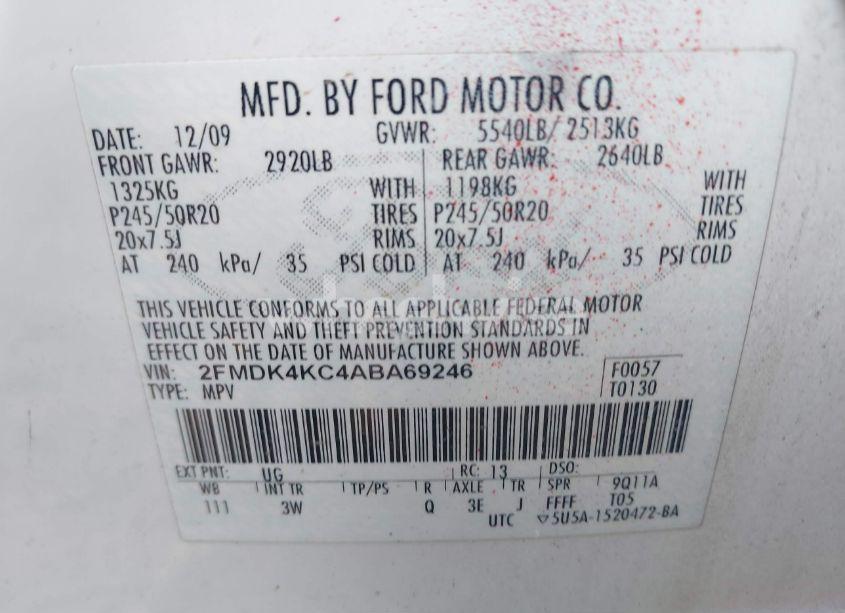 MFD. BY FORD MOTOR CO.
DATE: 12/09 GVWR: 5540LB/ 2513KG
FRONT GAWR: 2920LB REAR GAWR: 2640LB
1325KG WITH 1198KG WITH
P245/50R20 TIRES P245/50R20 TIRES
20x7.5J RIMS 20x7.5J RIMS
AT 240 kPa/ 35 PSI COLD AT 240 kPa/ 35 PSI COLD
THIS VEHICLE CONFORMS TO ALL APPLICABLE FEDERAL MOTOR
VEHICLE SAFETY AND THEFT PREVENTION STANDARDS IN
EFFECT ON THE DATE OF MANUFACTURE SHOWN ABOVE.
VIN: 2FMDK4KC4ABA69246 F0057
TYPE: MPV T0130
EXT PNT: UG RC: 13 DSO:
WB INT TR TP/PS R AXLE TR SPR 9Q11A
111 3W Q 3E J FFFF T05
UTC ▽5U5A-1520472-BA